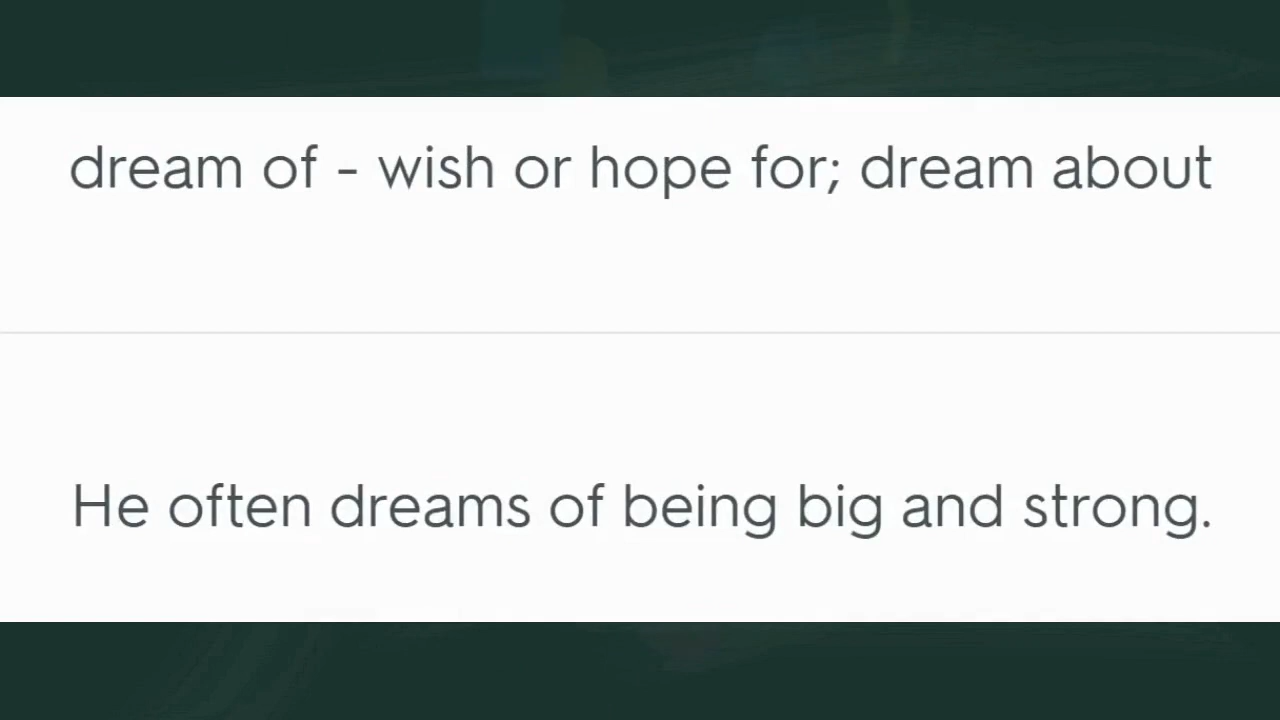 dream of - wish or hope for; dream about
He often dreams of being big and strong.